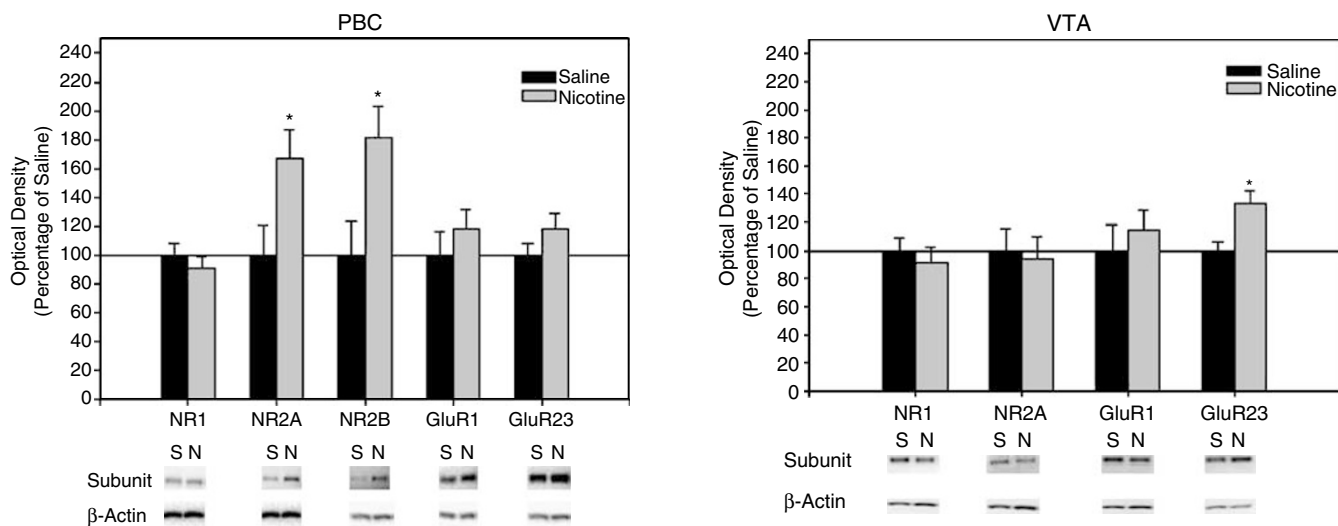 PBC
240
220
200
180
160
140
120
100
80
60
40
20
0
Optical Density
(Percentage of Saline)
Saline
Nicotine
*
*
NR1 NR2A NR2B GluR1 GluR23
S N S N S N S N S N
Subunit
β-Actin
VTA
240
220
200
180
160
140
120
100
80
60
40
20
0
Optical Density
(Percentage of Saline)
Saline
Nicotine
*
NR1 NR2A GluR1 GluR23
S N S N S N S N
Subunit
β-Actin